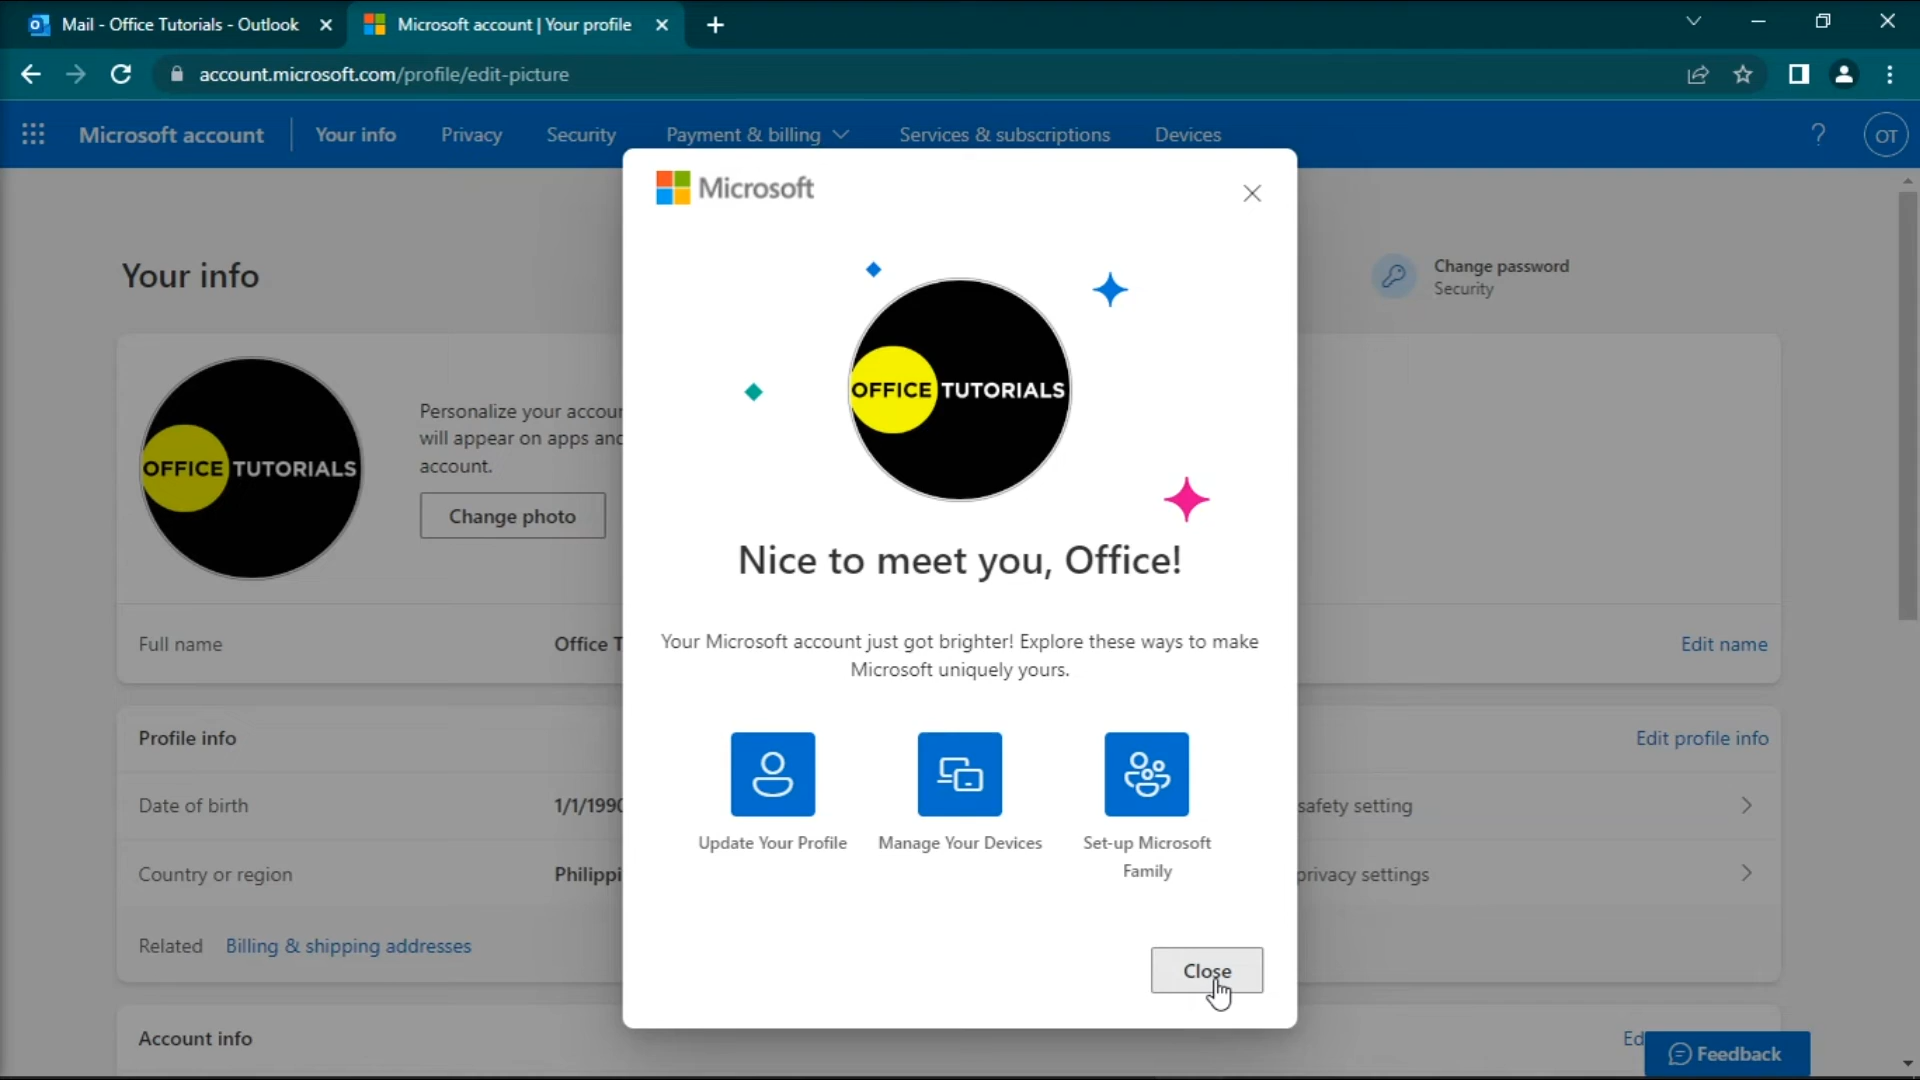 Mail - Office Tutorials - Outlook
Microsoft account | Your profile
account.microsoft.com/profile/edit-picture
Microsoft account
Your info
Privacy
Security
Payment & billing
Services & subscriptions
Devices
?
OT
Microsoft
Your info
Change password
Security
OFFICE TUTORIALS
OFFICE TUTORIALS
Personalize your
will appear on apps
account.
Change photo
Nice to meet you, Office!
Your Microsoft account just got brighter! Explore these ways to make
Microsoft uniquely yours.
Full name
Office
Edit name
Profile info
Edit profile info
Date of birth
1/1/1990
safety setting
Country or region
Philippi
privacy settings
Related
Billing & shipping addresses
Update Your Profile
Manage Your Devices
Set-up Microsoft
Family
Close
Account info
Ed
Feedback